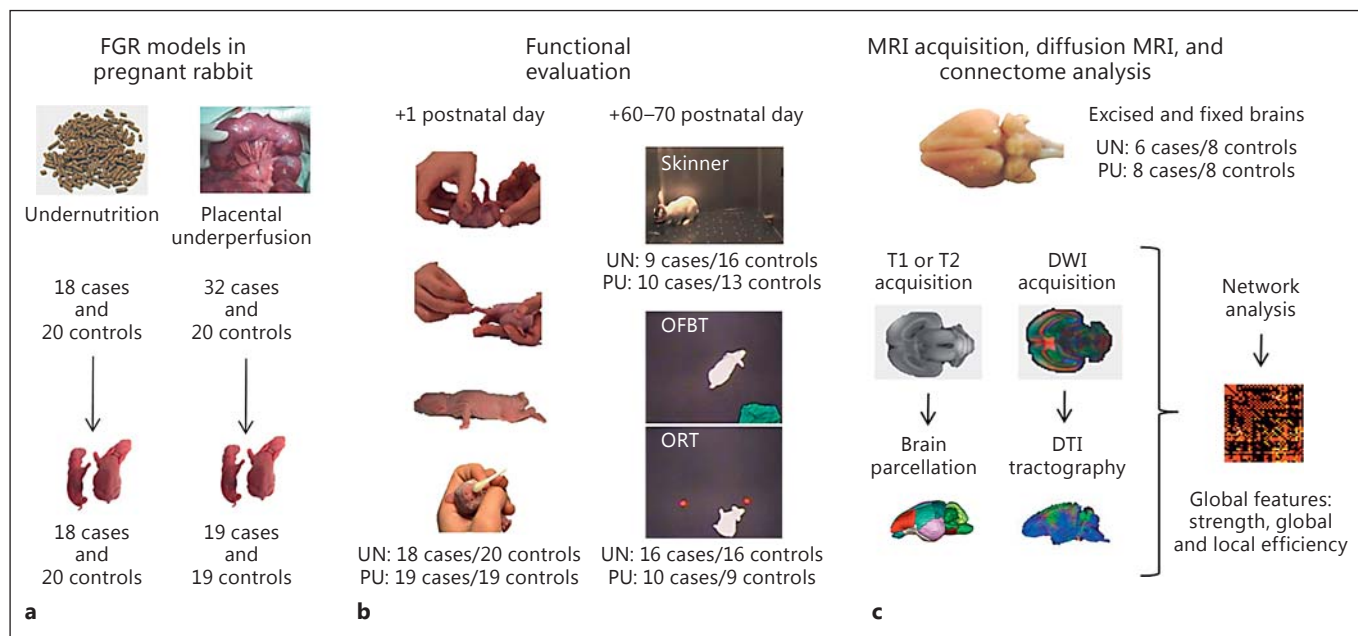 FGR models in
pregnant rabbit
Undernutrition
Placental
underperfusion
18 cases
and
20 controls
32 cases
and
20 controls
18 cases
and
20 controls
19 cases
and
19 controls
a
Functional
evaluation
+1 postnatal day
+60–70 postnatal day
Skinner
UN: 9 cases/16 controls
PU: 10 cases/13 controls
OFBT
ORT
UN: 18 cases/20 controls
PU: 19 cases/19 controls
UN: 16 cases/16 controls
PU: 10 cases/9 controls
b
MRI acquisition, diffusion MRI, and
connectome analysis
Excised and fixed brains
UN: 6 cases/8 controls
PU: 8 cases/8 controls
T1 or T2
acquisition
DWI
acquisition
Brain
parcellation
DTI
tractography
Network
analysis
Global features:
strength, global
and local efficiency
c